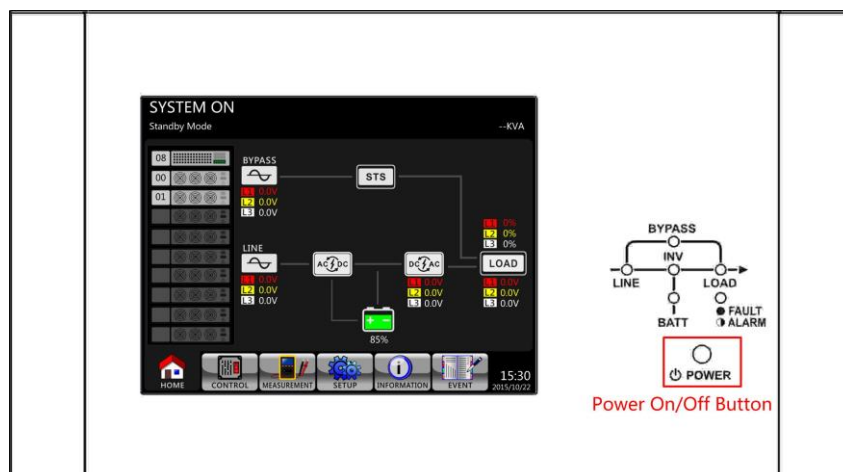 SYSTEM ON
Standby Mode
--KVA
08
00
01
BYPASS
L1 0.0V
L2 0.0V
L3 0.0V
STS
L1 0%
L2 0%
L3 0%
LINE
L1 0.0V
L2 0.0V
L3 0.0V
AC DC
DC AC
L1 0.0V
L2 0.0V
L3 0.0V
LOAD
L1 0.0V
L2 0.0V
L3 0.0V
85%
HOME
CONTROL
MEASUREMENT
SETUP
INFORMATION
EVENT
15:30
2015/10/22
BYPASS
INV
LINE
LOAD
BATT
FAULT
ALARM
POWER
Power On/Off Button